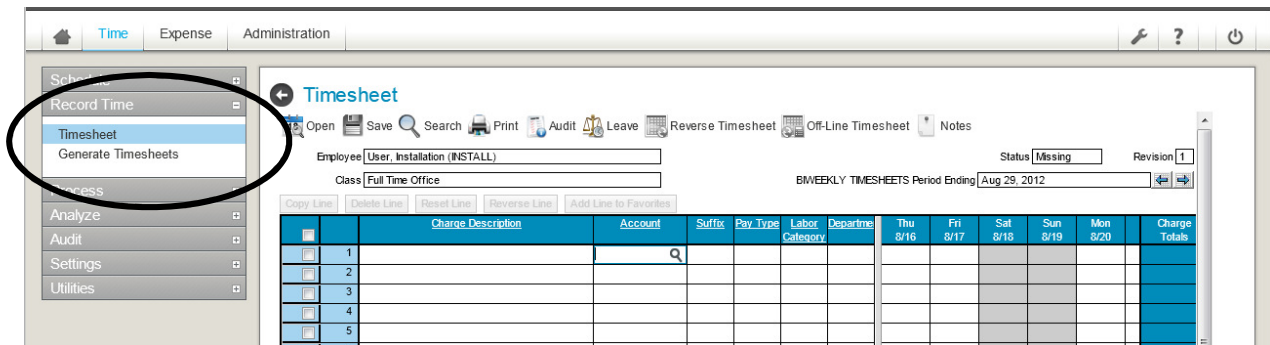 Time Expense Administration ?
Schedule
Record Time
Timesheet
Generate Timesheets
Process
Analyze
Audit
Settings
Utilities
Timesheet
Open Save Search Print Audit Leave Reverse Timesheet Off-Line Timesheet Notes
Employee User, Installation (INSTALL) Status Missing Revision 1
Class Full Time Office BIWEEKLY TIMESHEETS Period Ending Aug 29, 2012
Copy Line Delete Line Reset Line Reverse Line Add Line to Favorites
Charge Description Account Suffix Pay Type Labor Category Departme Thu 8/16 Fri 8/17 Sat 8/18 Sun 8/19 Mon 8/20 Charge Totals
1
2
3
4
5